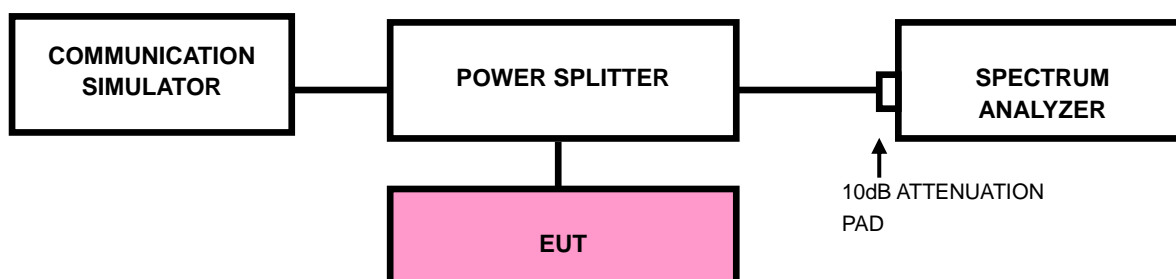 COMMUNICATION
SIMULATOR
POWER SPLITTER
SPECTRUM
ANALYZER
10dB ATTENUATION
PAD
EUT